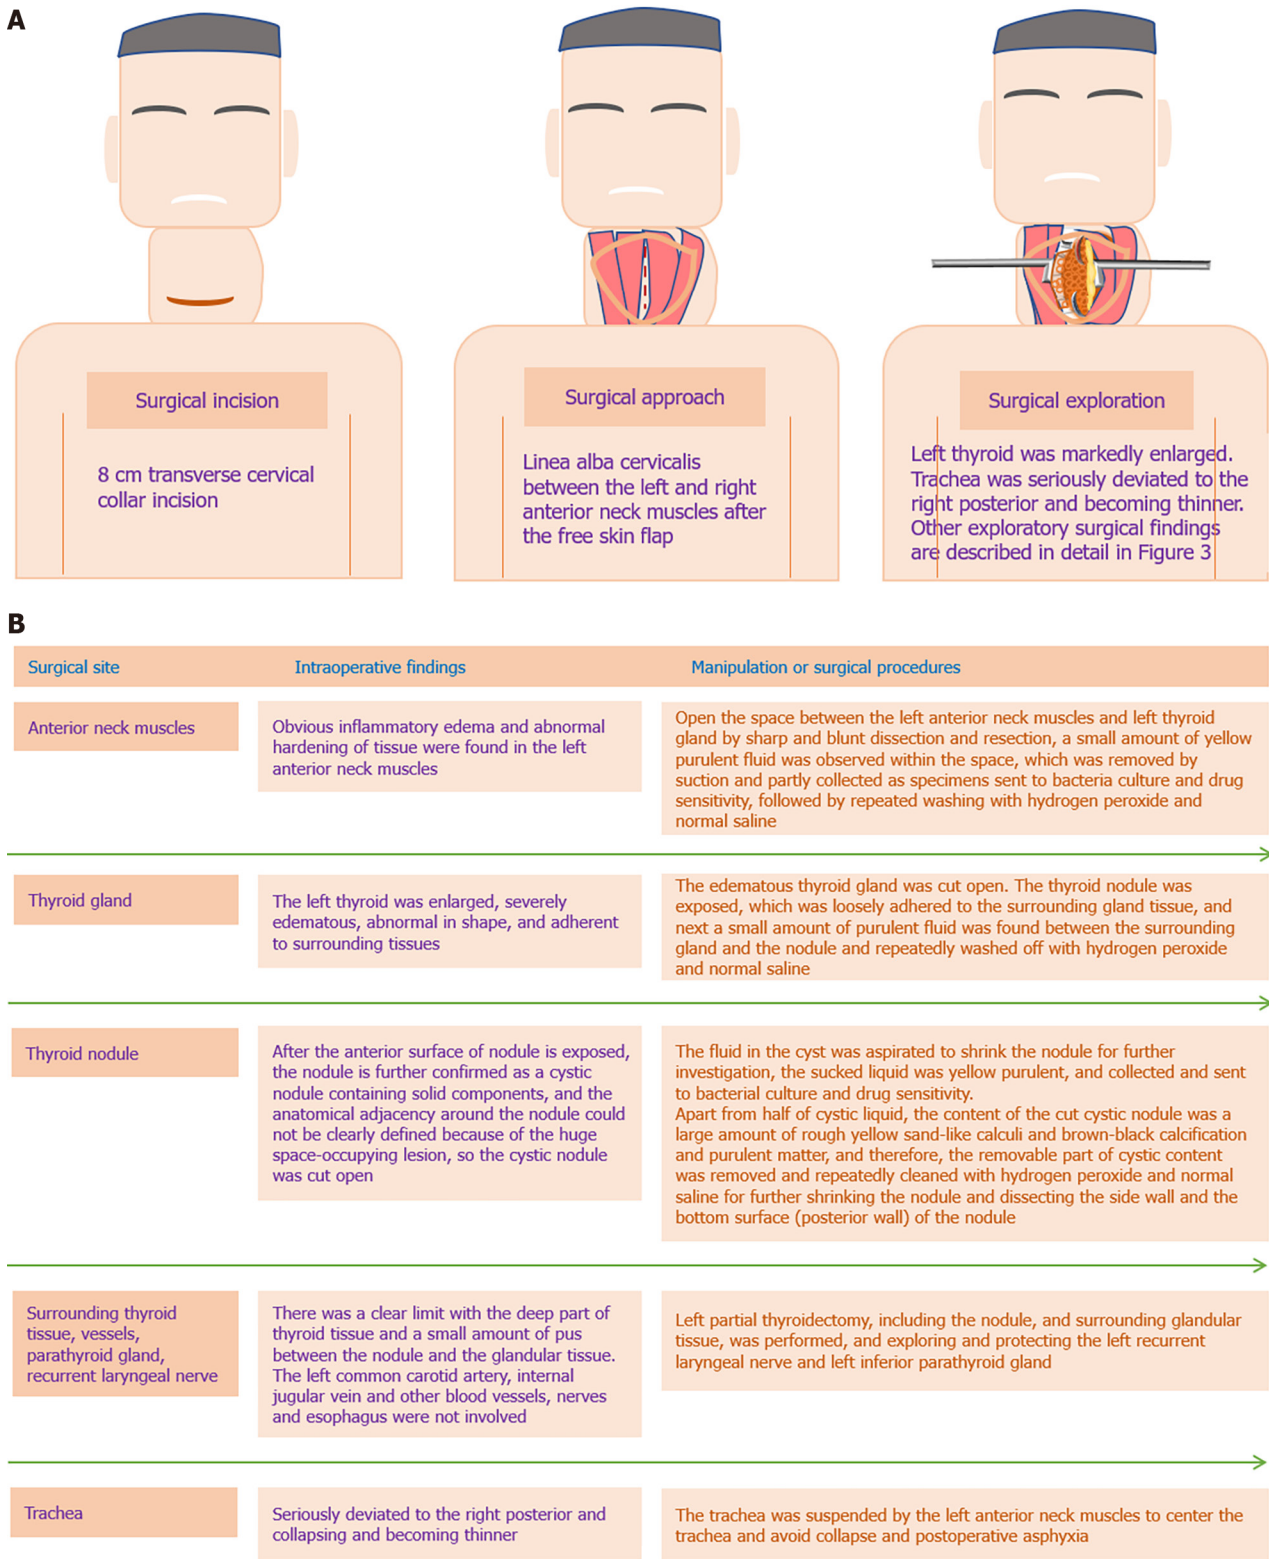 A
Surgical incision
8 cm transverse cervical
collar incision
Surgical approach
Linea alba cervicalis
between the left and right
anterior neck muscles after
the free skin flap
Surgical exploration
Left thyroid was markedly enlarged.
Trachea was seriously deviated to the
right posterior and becoming thinner.
Other exploratory surgical findings
are described in detail in Figure 3
B
Surgical site
Intraoperative findings
Manipulation or surgical procedures
Anterior neck muscles
Obvious inflammatory edema and abnormal
hardening of tissue were found in the left
anterior neck muscles
Open the space between the left anterior neck muscles and left thyroid
gland by sharp and blunt dissection and resection, a small amount of yellow
purulent fluid was observed within the space, which was removed by
suction and partly collected as specimens sent to bacteria culture and drug
sensitivity, followed by repeated washing with hydrogen peroxide and
normal saline
Thyroid gland
The left thyroid was enlarged, severely
edematous, abnormal in shape, and adherent
to surrounding tissues
The edematous thyroid gland was cut open. The thyroid nodule was
exposed, which was loosely adhered to the surrounding gland tissue, and
next a small amount of purulent fluid was found between the surrounding
gland and the nodule and repeatedly washed off with hydrogen peroxide
and normal saline
Thyroid nodule
After the anterior surface of nodule is exposed,
the nodule is further confirmed as a cystic
nodule containing solid components, and the
anatomical adjacency around the nodule could
not be clearly defined because of the huge
space-occupying lesion, so the cystic nodule
was cut open
The fluid in the cyst was aspirated to shrink the nodule for further
investigation, the sucked liquid was yellow purulent, and collected and sent
to bacterial culture and drug sensitivity.
Apart from half of cystic liquid, the content of the cut cystic nodule was a
large amount of rough yellow sand-like calculi and brown-black calcification
and purulent matter, and therefore, the removable part of cystic content
was removed and repeatedly cleaned with hydrogen peroxide and normal
saline for further shrinking the nodule and dissecting the side wall and the
bottom surface (posterior wall) of the nodule
Surrounding thyroid
tissue, vessels,
parathyroid gland,
recurrent laryngeal nerve
There was a clear limit with the deep part of
thyroid tissue and a small amount of pus
between the nodule and the glandular tissue.
The left common carotid artery, internal
jugular vein and other blood vessels, nerves
and esophagus were not involved
Left partial thyroidectomy, including the nodule, and surrounding glandular
tissue, was performed, and exploring and protecting the left recurrent
laryngeal nerve and left inferior parathyroid gland
Trachea
Seriously deviated to the right posterior and
collapsing and becoming thinner
The trachea was suspended by the left anterior neck muscles to center the
trachea and avoid collapse and postoperative asphyxia